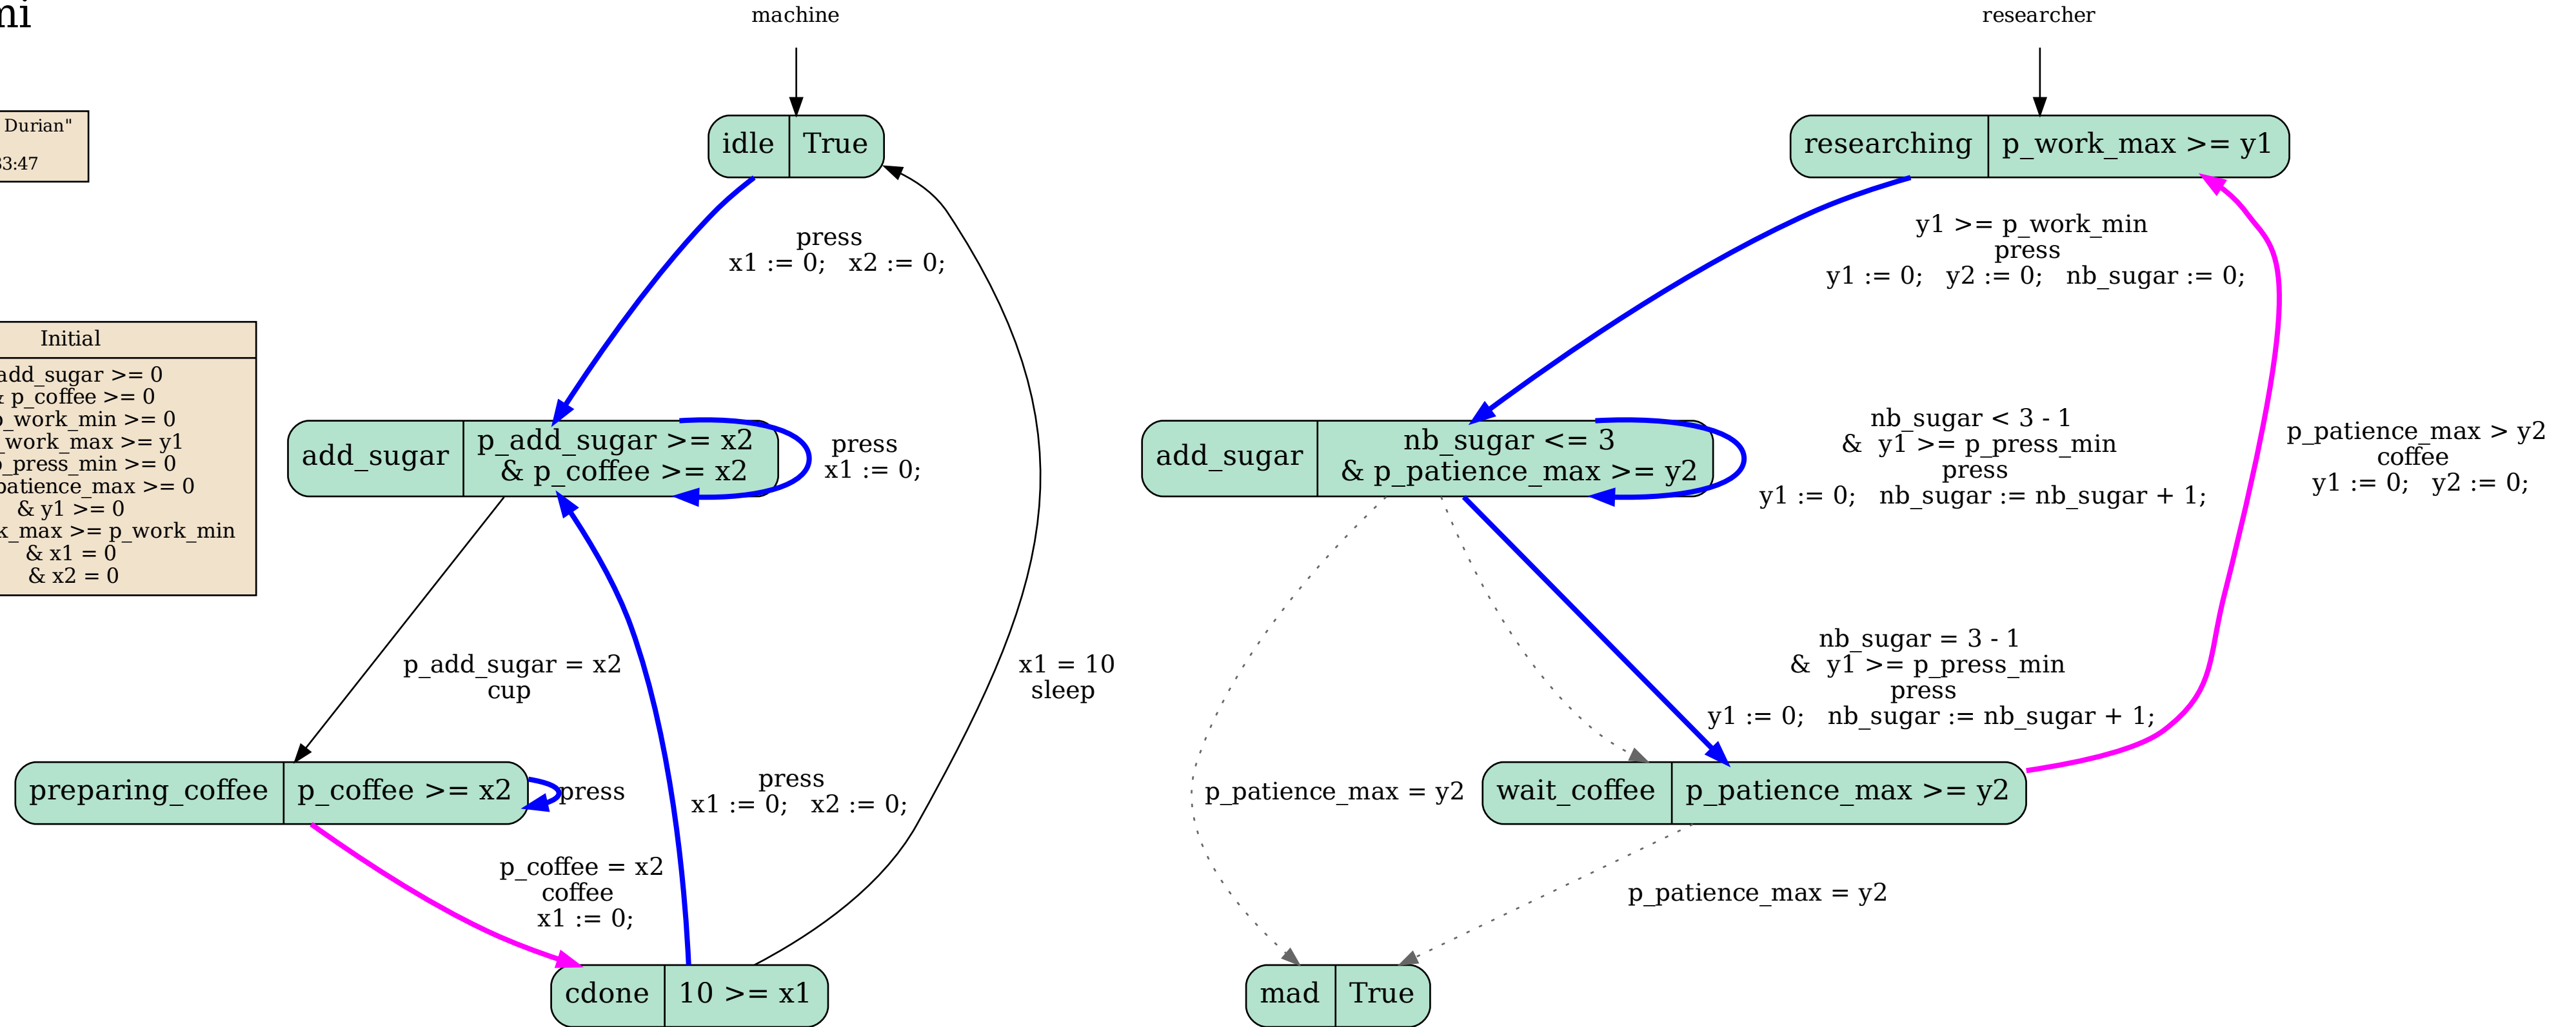 mi
Durian"
33:47
Initial
add_sugar >= 0
& p_coffee >= 0
p_work_min >= 0
_work_max >= y1
p_press_min >= 0
patience_max >= 0
& y1 >= 0
k_max >= p_work_min
& x1 = 0
& x2 = 0
machine
idle
True
press
x1 := 0; x2 := 0;
add_sugar
p_add_sugar >= x2
& p_coffee >= x2
press
x1 := 0;
p_add_sugar = x2
cup
x1 = 10
sleep
preparing_coffee
p_coffee >= x2
press
press
x1 := 0; x2 := 0;
p_coffee = x2
coffee
x1 := 0;
cdone
10 >= x1
researcher
researching
p_work_max >= y1
y1 >= p_work_min
press
y1 := 0; y2 := 0; nb_sugar := 0;
add_sugar
nb_sugar <= 3
& p_patience_max >= y2
nb_sugar < 3 - 1
& y1 >= p_press_min
press
y1 := 0; nb_sugar := nb_sugar + 1;
p_patience_max > y2
coffee
y1 := 0; y2 := 0;
nb_sugar = 3 - 1
& y1 >= p_press_min
press
y1 := 0; nb_sugar := nb_sugar + 1;
p_patience_max = y2
wait_coffee
p_patience_max >= y2
p_patience_max = y2
mad
True